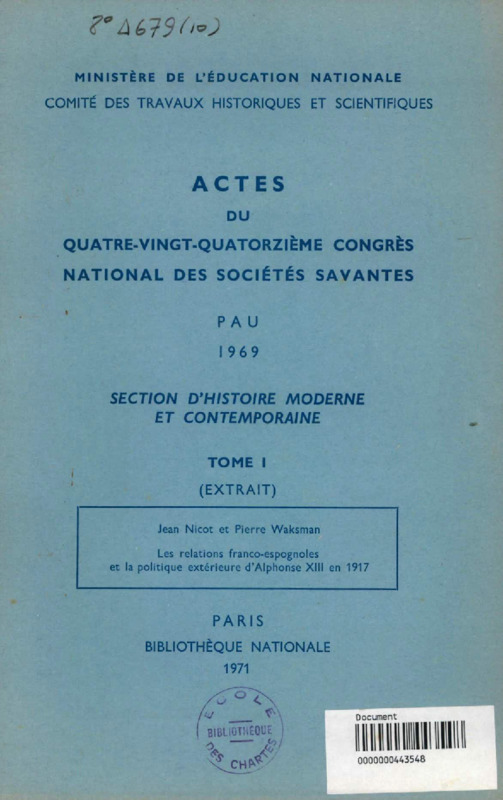 8° Δ 679 (10)
MINISTÈRE DE L'ÉDUCATION NATIONALE
COMITÉ DES TRAVAUX HISTORIQUES ET SCIENTIFIQUES
ACTES
DU
QUATRE-VINGT-QUATORZIÈME CONGRÈS
NATIONAL DES SOCIÉTÉS SAVANTES
PAU
1969
SECTION D'HISTOIRE MODERNE
ET CONTEMPORAINE
TOME I
(EXTRAIT)
Jean Nicot et Pierre Waksman
Les relations franco-espognoles
et la politique extérieure d'Alphonse XIII en 1917
PARIS
BIBLIOTHÈQUE NATIONALE
1971
ECOLE
BIBLIOTHÈQUE
DES CHARTES
Document
0000000443548